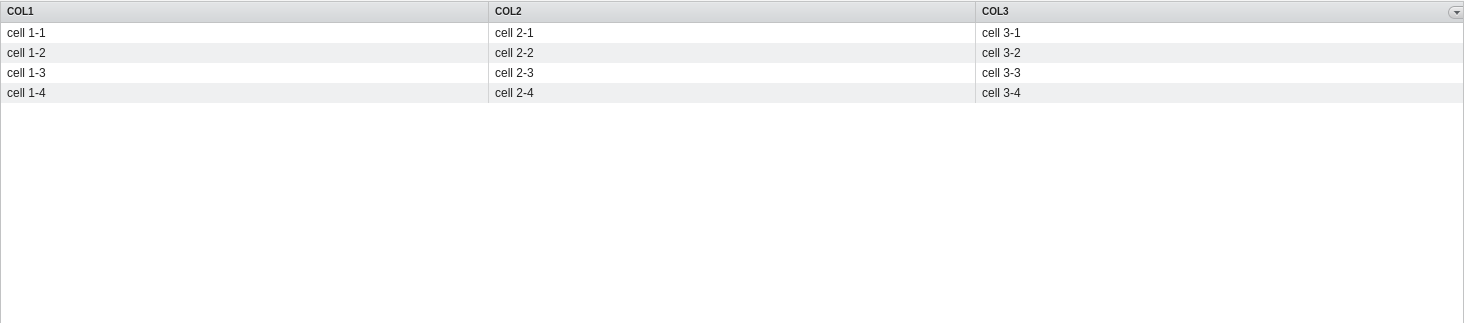 COL1 COL2 COL3
cell 1-1 cell 2-1 cell 3-1
cell 1-2 cell 2-2 cell 3-2
cell 1-3 cell 2-3 cell 3-3
cell 1-4 cell 2-4 cell 3-4